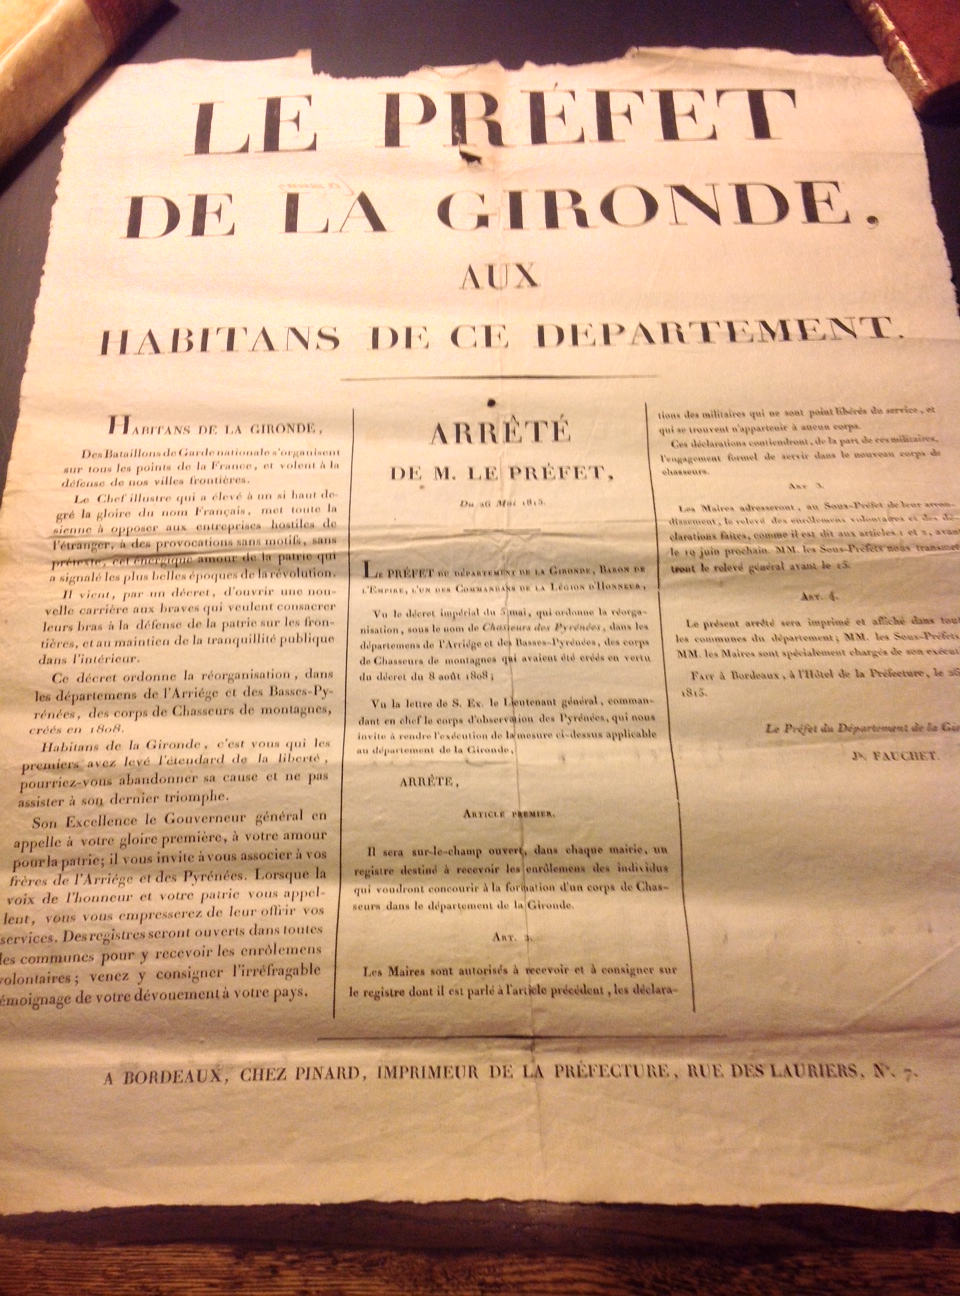 LE PRÉFET
DE LA GIRONDE,
AUX
HABITANS DE CE DEPARTEMENT.
HABITANS DE LA GIRONDE,
Des Bataillons de Garde nationale s'organisent
sur tous les points de la France, et volent à la
défense de nos villes frontières.
Le Chef illustre qui a élevé à un si haut de-
gré la gloire du nom Français, met toute la
sienne à opposer aux entreprises hostiles de
l'étranger, à des provocations sans motifs, sans
prétexte, cet énergique amour de la patrie qui
a signalé les plus belles époques de la révolution.
Il vient, par un décret, d'ouvrir une nou-
velle carrière aux braves qui veulent consacrer
leurs bras à la défense de la patrie sur les fron-
tières, et au maintien de la tranquillité publique
dans l'intérieur.
Ce décret ordonne la réorganisation, dans
les départemens de l'Arriége et des Basses-Py-
rénées, des corps de Chasseurs de montagnes,
créés en 1808.
Habitans de la Gironde, c'est vous qui les
premiers avez levé l'étendard de la liberté,
pourriez-vous abandonner sa cause et ne pas
assister à son dernier triomphe.
Son Excellence le Gouverneur général en
appelle à votre gloire première, à votre amour
pour la patrie; il vous invite à vous associer à vos
frères de l'Arriége et des Pyrénées. Lorsque la
voix de l'honneur et votre patrie vous appel-
lent, vous vous empresserez de leur offrir vos
services. Des registres seront ouverts dans toutes
les communes pour y recevoir les enrôlemens
volontaires; venez y consigner l'irréfragable
émoignage de votre dévouement à votre pays.
ARRÊTÉ
DE M. LE PRÉFET,
Du 26 Mai 1815.
LE PRÉFET DU DÉPARTEMENT DE LA GIRONDE, BARON DE
L'EMPIRE, L'UN DES COMMANDANS DE LA LÉGION D'HONNEUR,
Vu le décret impérial du 5 mai, qui ordonne la réorga-
nisation, sous le nom de Chasseurs des Pyrénées, dans les
départemens de l'Arriége et des Basses-Pyrénées, des corps
de Chasseurs de montagnes qui avaient été créés en vertu
du décret du 8 août 1808;
Vu la lettre de S. Ex. le Lieutenant général, comman-
dant en chef le corps d'observation des Pyrénées, qui nous
invite à rendre l'exécution de la mesure ci-dessus applicable
au département de la Gironde,
ARRÊTE,
ARTICLE PREMIER.
Il sera sur-le-champ ouvert, dans chaque mairie, un
registre destiné à recevoir les enrôlemens des individus
qui voudront concourir à la formation d'un corps de Chas-
seurs dans le département de la Gironde.
ART. 2.
Les Maires sont autorisés à recevoir et à consigner sur
le registre dont il est parlé à l'article précédent, les déclara-
tions des militaires qui ne sont point libérés du service, et
qui se trouvent n'appartenir à aucun corps.
Ces déclarations contiendront, de la part de ces militaires,
l'engagement formel de servir dans le nouveau corps de
chasseurs.
ART. 3.
Les Maires adresseront, au Sous-Préfet de leur arron-
dissement, le relevé des enrôlemens volontaires et des dé-
clarations faites, comme il est dit aux articles 1 et 2, avant
le 10 juin prochain. MM. les Sous-Préfets nous transmet
tront le relevé général avant le 15.
ART. 4.
Le présent arrêté sera imprimé et affiché dans tout
les communes du département; MM. les Sous-Préfets
MM. les Maires sont spécialement chargés de son exécut
FAIT à Bordeaux, à l'Hôtel de la Préfecture, le 26
1815.
Le Préfet du Département de la Gir
Jh. FAUCHET.
A BORDEAUX, CHEZ PINARD, IMPRIMEUR DE LA PRÉFECTURE, RUE DES LAURIERS, N°. 7.